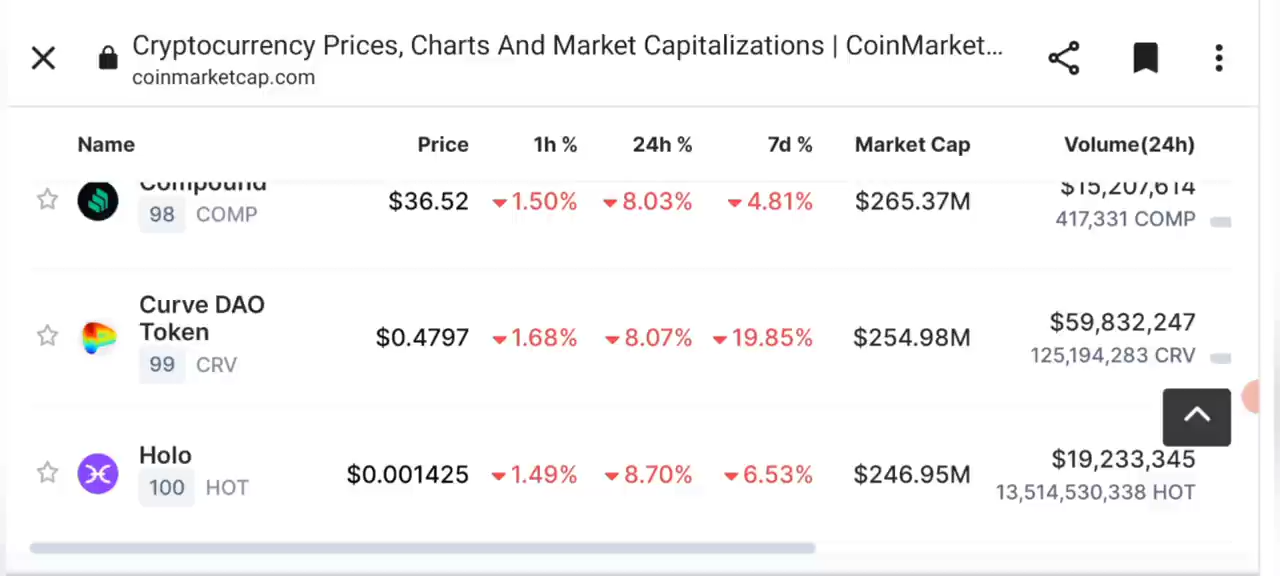 Cryptocurrency Prices, Charts And Market Capitalizations | CoinMarket...
coinmarketcap.com
Name Price 1h % 24h % 7d % Market Cap Volume(24h)
Compound $36.52 1.50% 8.03% 4.81% $265.37M $15,207,614
98 COMP 417,331 COMP
Curve DAO
Token $0.4797 1.68% 8.07% 19.85% $254.98M $59,832,247
99 CRV 125,194,283 CRV
Holo $0.001425 1.49% 8.70% 6.53% $246.95M $19,233,345
100 HOT 13,514,530,338 HOT